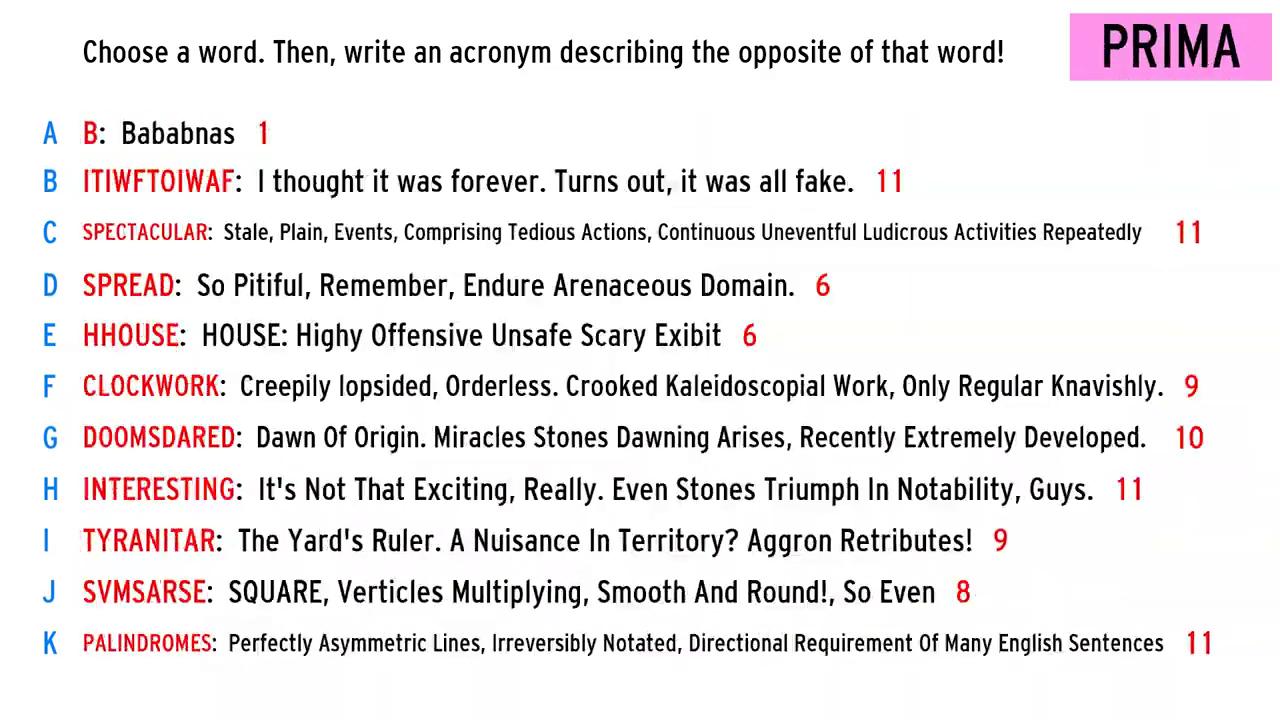 Choose a word. Then, write an acronym describing the opposite of that word!
PRIMA
A B: Bababnas 1
B ITIWFTOIWAF: I thought it was forever. Turns out, it was all fake. 11
C SPECTACULAR: Stale, Plain, Events, Comprising Tedious Actions, Continuous Uneventful Ludicrous Activities Repeatedly 11
D SPREAD: So Pitiful, Remember, Endure Arenaceous Domain. 6
E HHOUSE: HOUSE: Highy Offensive Unsafe Scary Exibit 6
F CLOCKWORK: Creepily lopsided, Orderless. Crooked Kaleidoscopial Work, Only Regular Knavishly. 9
G DOOMSDARED: Dawn Of Origin. Miracles Stones Dawning Arises, Recently Extremely Developed. 10
H INTERESTING: It's Not That Exciting, Really. Even Stones Triumph In Notability, Guys. 11
I TYRANITAR: The Yard's Ruler. A Nuisance In Territory? Aggron Retributes! 9
J SVMSARSE: SQUARE, Verticles Multiplying, Smooth And Round!, So Even 8
K PALINDROMES: Perfectly Asymmetric Lines, Irreversibly Notated, Directional Requirement Of Many English Sentences 11